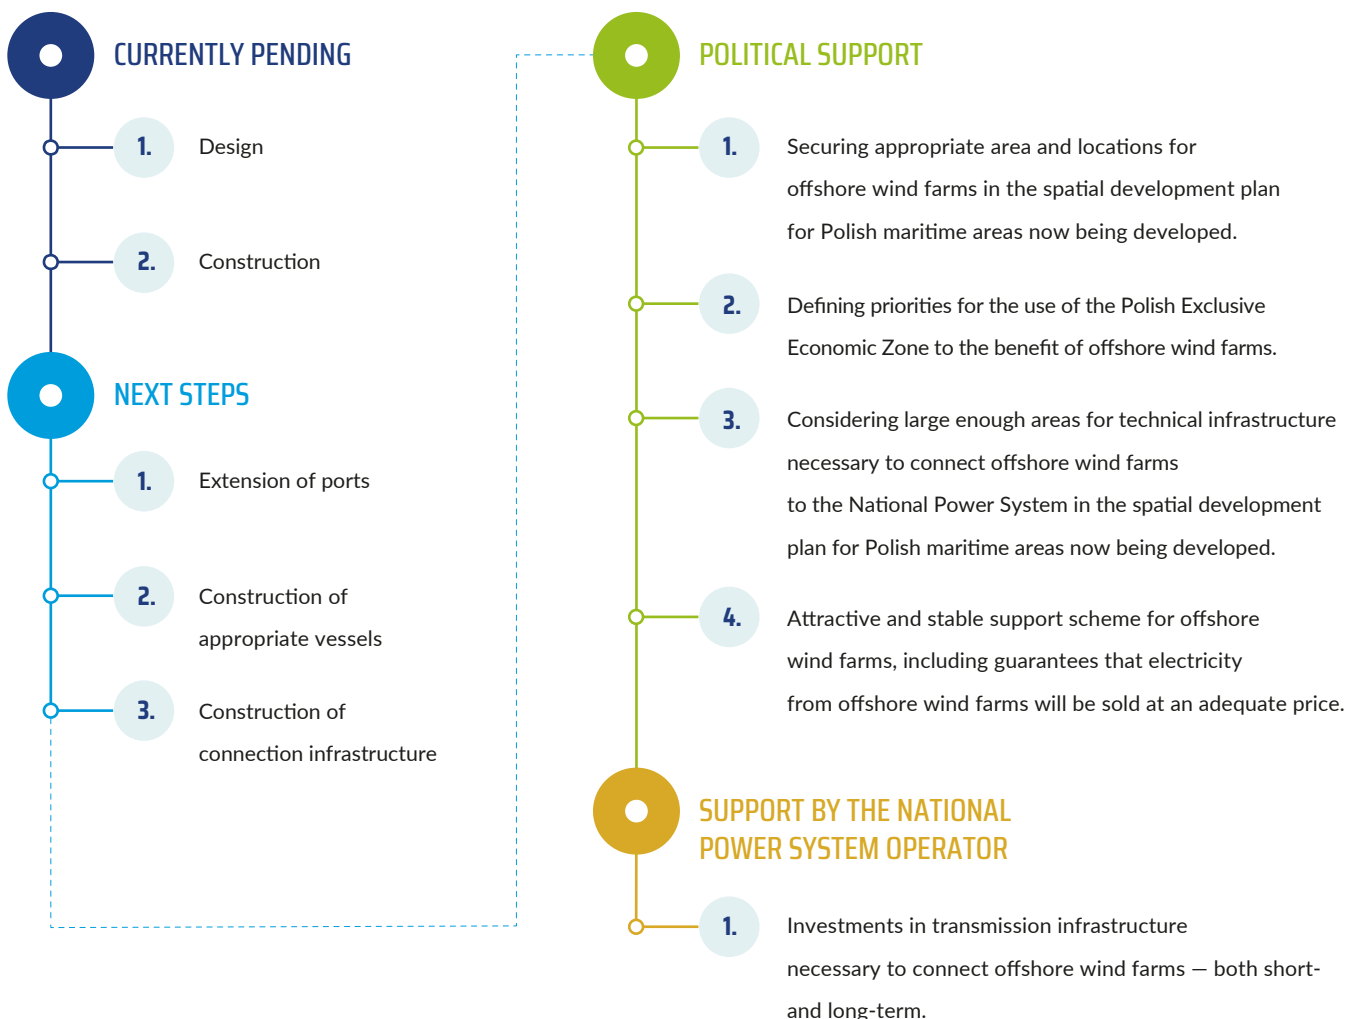 CURRENTLY PENDING
1. Design
2. Construction
NEXT STEPS
1. Extension of ports
2. Construction of
appropriate vessels
3. Construction of
connection infrastructure
POLITICAL SUPPORT
1. Securing appropriate area and locations for
offshore wind farms in the spatial development plan
for Polish maritime areas now being developed.
2. Defining priorities for the use of the Polish Exclusive
Economic Zone to the benefit of offshore wind farms.
3. Considering large enough areas for technical infrastructure
necessary to connect offshore wind farms
to the National Power System in the spatial development
plan for Polish maritime areas now being developed.
4. Attractive and stable support scheme for offshore
wind farms, including guarantees that electricity
from offshore wind farms will be sold at an adequate price.
SUPPORT BY THE NATIONAL
POWER SYSTEM OPERATOR
1. Investments in transmission infrastructure
necessary to connect offshore wind farms — both short-
and long-term.